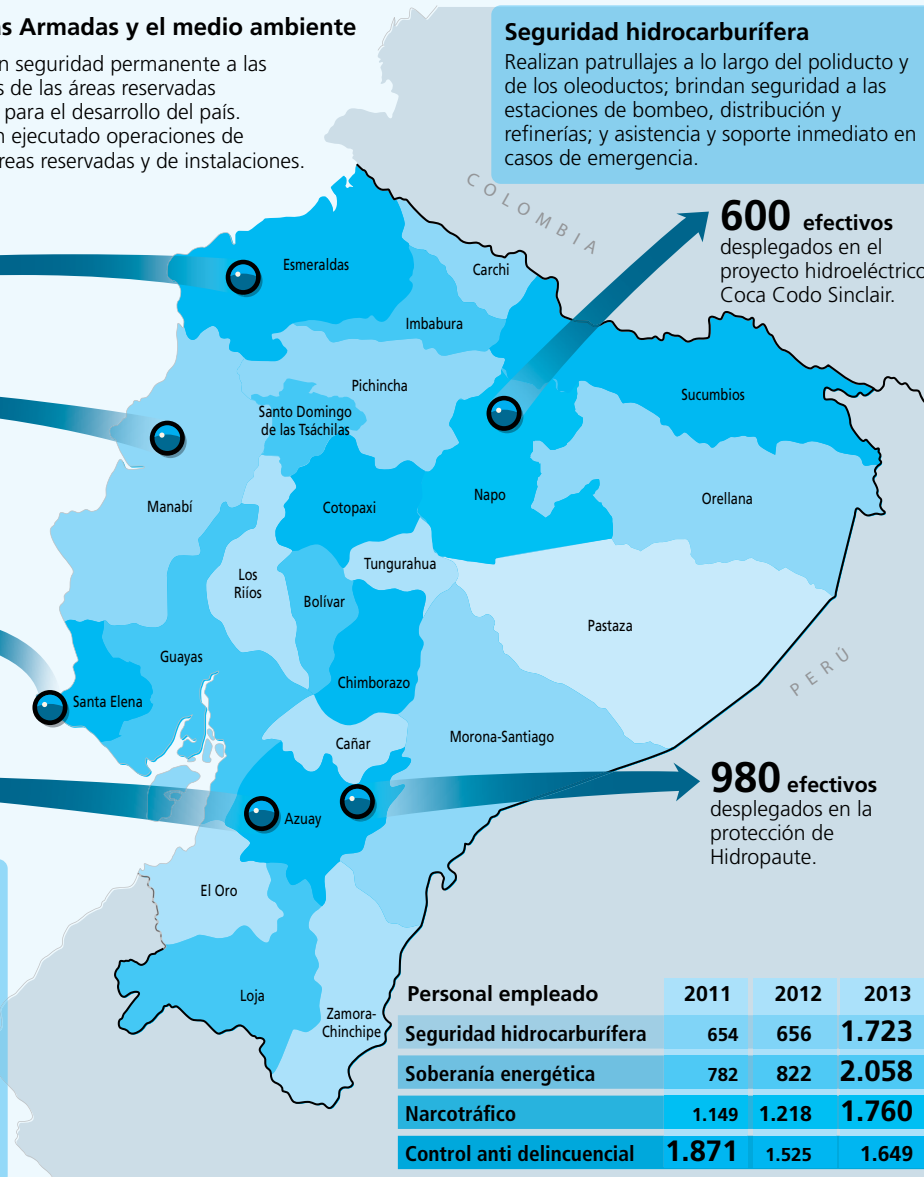 as Armadas y el medio ambiente
n seguridad permanente a las
s de las áreas reservadas
para el desarrollo del país.
n ejecutado operaciones de
reas reservadas y de instalaciones.
Seguridad hidrocarburífera
Realizan patrullajes a lo largo del poliducto y
de los oleoductos; brindan seguridad a las
estaciones de bombeo, distribución y
refinerías; y asistencia y soporte inmediato en
casos de emergencia.
COLOMBIA
600 efectivos
desplegados en el
proyecto hidroeléctrico
Coca Codo Sinclair.
Esmeraldas
Carchi
Imbabura
Pichincha
Sucumbios
Santo Domingo
de las Tsáchilas
Manabí
Cotopaxi
Napo
Orellana
Tungurahua
Los
Riíos
Bolívar
Pastaza
Guayas
PERÚ
Chimborazo
Santa Elena
Cañar
Morona-Santiago
980 efectivos
desplegados en la
protección de
Hidropaute.
Azuay
El Oro
Loja
Zamora-
Chinchipe
Personal empleado 2011 2012 2013
Seguridad hidrocarburífera 654 656 1.723
Soberanía energética 782 822 2.058
Narcotráfico 1.149 1.218 1.760
Control anti delincuencial 1.871 1.525 1.649